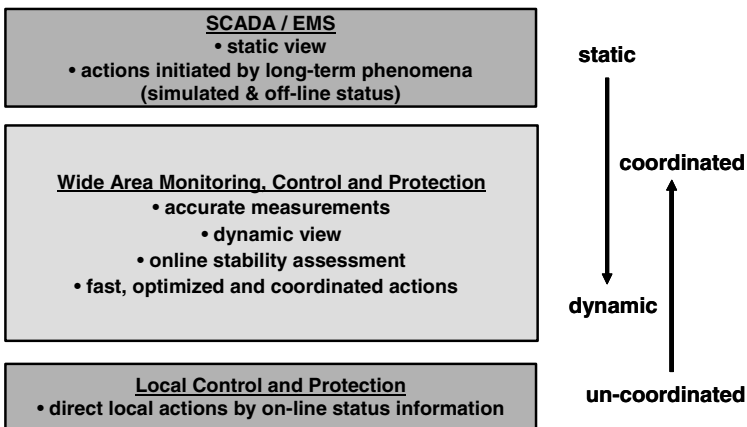 SCADA / EMS
• static view
• actions initiated by long-term phenomena
(simulated & off-line status)
static
coordinated
Wide Area Monitoring, Control and Protection
• accurate measurements
• dynamic view
• online stability assessment
• fast, optimized and coordinated actions
dynamic
Local Control and Protection
• direct local actions by on-line status information
un-coordinated